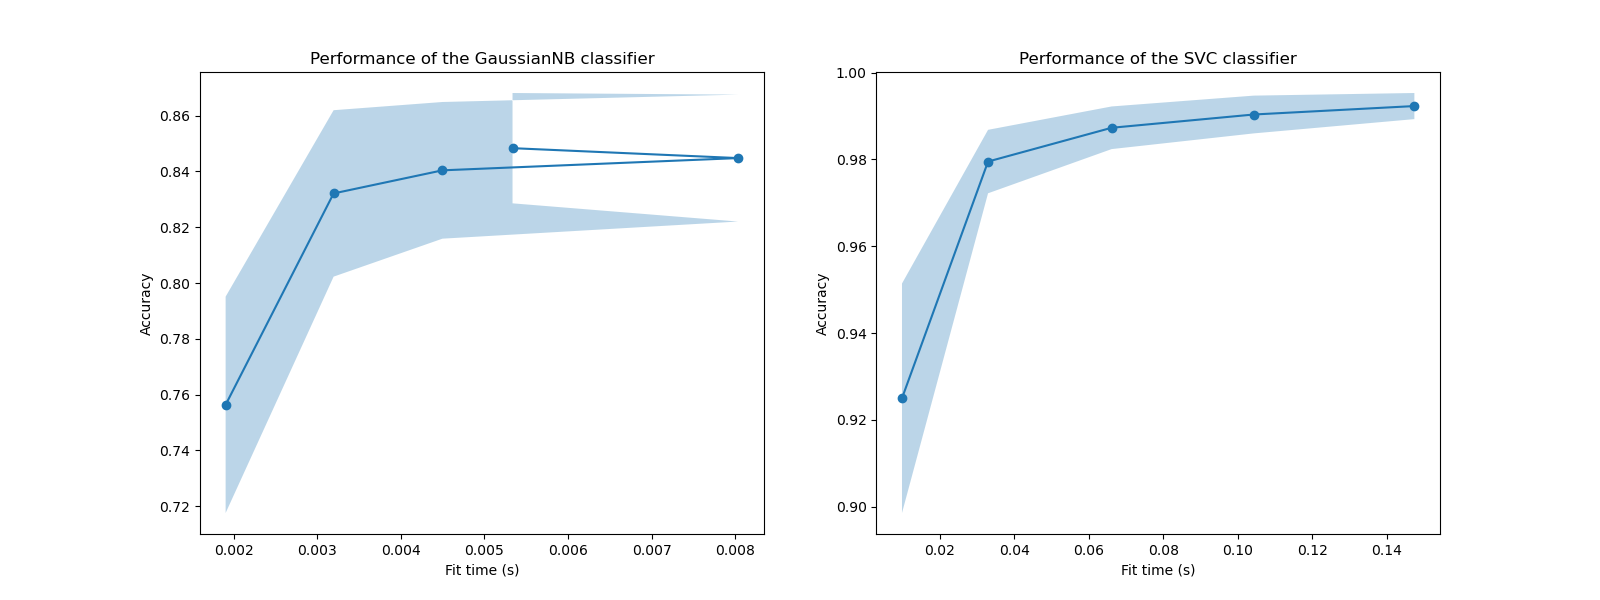 Performance of the GaussianNB classifier
0.86
0.84
0.82
0.80
0.78
0.76
0.74
0.72
Accuracy
0.002 0.003 0.004 0.005 0.006 0.007 0.008
Fit time (s)
Performance of the SVC classifier
1.00
0.98
0.96
0.94
0.92
0.90
Accuracy
0.02 0.04 0.06 0.08 0.10 0.12 0.14
Fit time (s)